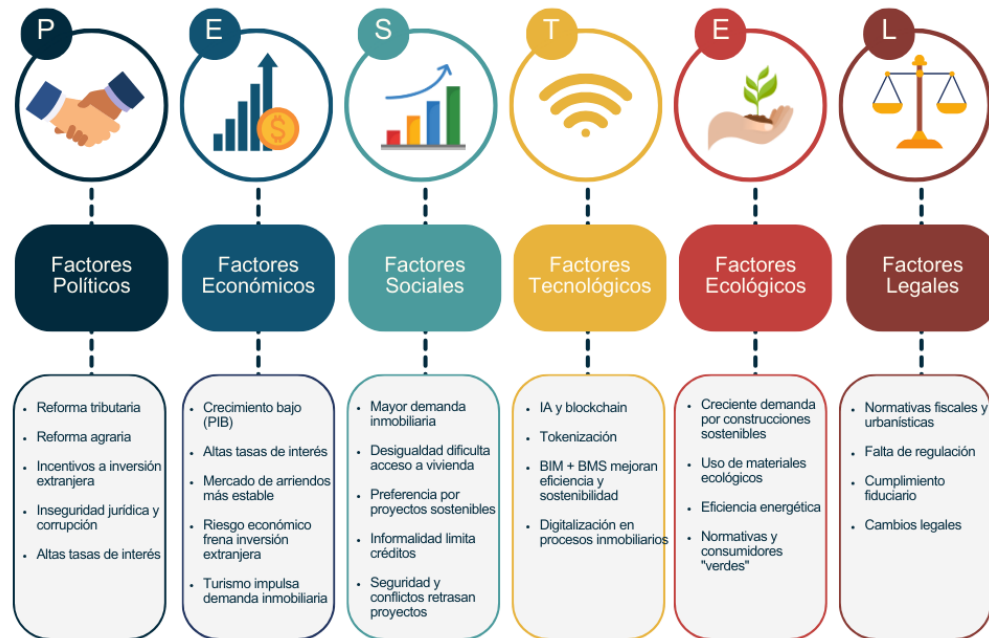 P
E
S
T
E
L
$
Factores
Políticos
Factores
Económicos
Factores
Sociales
Factores
Tecnológicos
Factores
Ecológicos
Factores
Legales
• Reforma tributaria
• Reforma agraria
• Incentivos a inversión
extranjera
• Inseguridad jurídica y
corrupción
• Altas tasas de interés
• Crecimiento bajo
(PIB)
• Altas tasas de interés
• Mercado de arriendos
más estable
• Riesgo económico
frena inversión
extranjera
• Turismo impulsa
demanda inmobiliaria
• Mayor demanda
inmobiliaria
• Desigualdad dificulta
acceso a vivienda
• Preferencia por
proyectos sostenibles
• Informalidad limita
créditos
• Seguridad y
conflictos retrasan
proyectos
• IA y blockchain
• Tokenización
• BIM + BMS mejoran
eficiencia y
sostenibilidad
• Digitalización en
procesos inmobiliarios
• Creciente demanda
por construcciones
sostenibles
• Uso de materiales
ecológicos
• Eficiencia energética
• Normativas y
consumidores
"verdes"
• Normativas fiscales y
urbanísticas
• Falta de regulación
• Cumplimiento
fiduciario
• Cambios legales